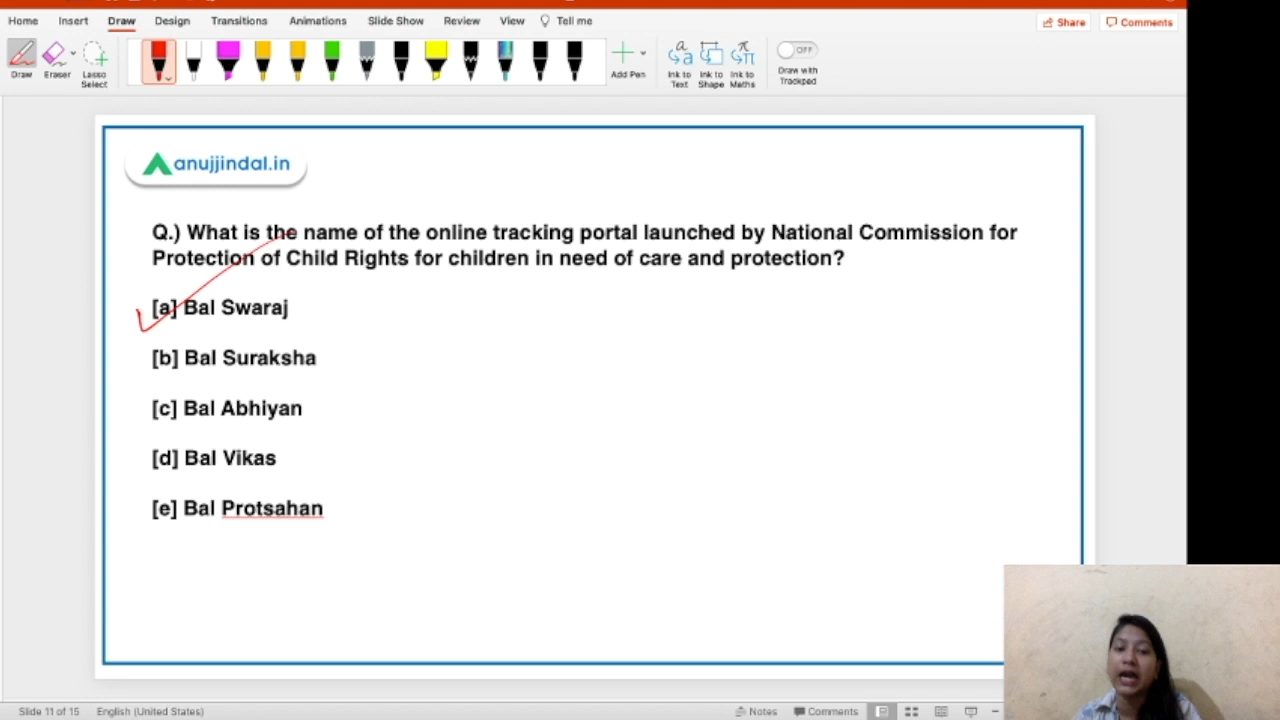 Home Insert Draw Design Transitions Animations Slide Show Review View Tell me Share Comments
Draw Eraser Lasso Select Add Pen Ink to Text Ink to Shape Ink to Maths OFF Draw with Trackpad
anujjindal.in
Q.) What is the name of the online tracking portal launched by National Commission for
Protection of Child Rights for children in need of care and protection?
[a] Bal Swaraj
[b] Bal Suraksha
[c] Bal Abhiyan
[d] Bal Vikas
[e] Bal Protsahan
Slide 11 of 15 English (United States) Notes Comments